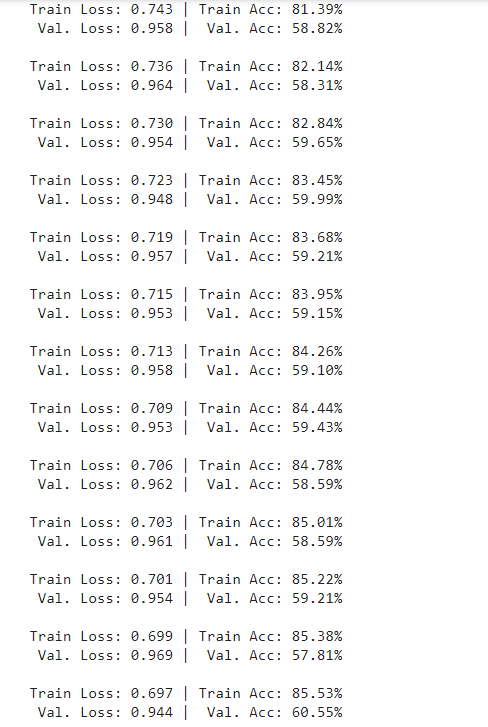 Train Loss: 0.743 | Train Acc: 81.39%
Val. Loss: 0.958 | Val. Acc: 58.82%
Train Loss: 0.736 | Train Acc: 82.14%
Val. Loss: 0.964 | Val. Acc: 58.31%
Train Loss: 0.730 | Train Acc: 82.84%
Val. Loss: 0.954 | Val. Acc: 59.65%
Train Loss: 0.723 | Train Acc: 83.45%
Val. Loss: 0.948 | Val. Acc: 59.99%
Train Loss: 0.719 | Train Acc: 83.68%
Val. Loss: 0.957 | Val. Acc: 59.21%
Train Loss: 0.715 | Train Acc: 83.95%
Val. Loss: 0.953 | Val. Acc: 59.15%
Train Loss: 0.713 | Train Acc: 84.26%
Val. Loss: 0.958 | Val. Acc: 59.10%
Train Loss: 0.709 | Train Acc: 84.44%
Val. Loss: 0.953 | Val. Acc: 59.43%
Train Loss: 0.706 | Train Acc: 84.78%
Val. Loss: 0.962 | Val. Acc: 58.59%
Train Loss: 0.703 | Train Acc: 85.01%
Val. Loss: 0.961 | Val. Acc: 58.59%
Train Loss: 0.701 | Train Acc: 85.22%
Val. Loss: 0.954 | Val. Acc: 59.21%
Train Loss: 0.699 | Train Acc: 85.38%
Val. Loss: 0.969 | Val. Acc: 57.81%
Train Loss: 0.697 | Train Acc: 85.53%
Val. Loss: 0.944 | Val. Acc: 60.55%